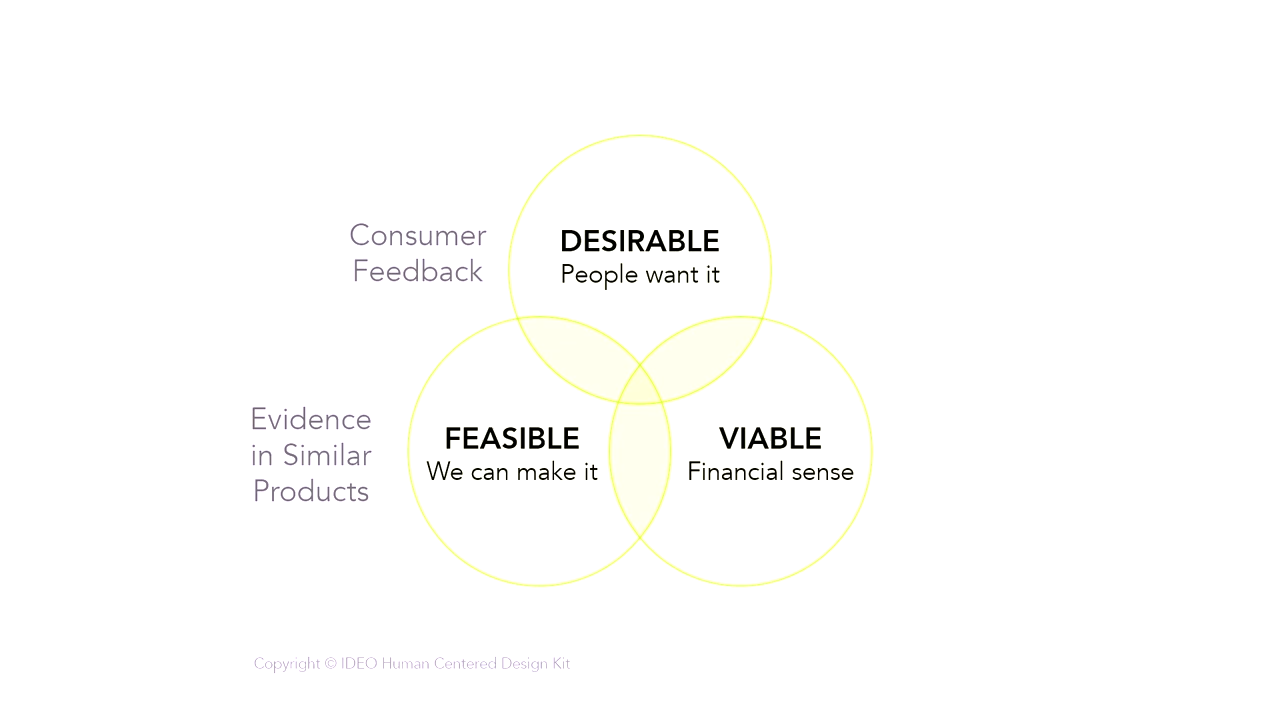 Consumer
Feedback
DESIRABLE
People want it
Evidence
in Similar
Products
FEASIBLE
We can make it
VIABLE
Financial sense
Copyright © IDEO Human Centered Design Kit